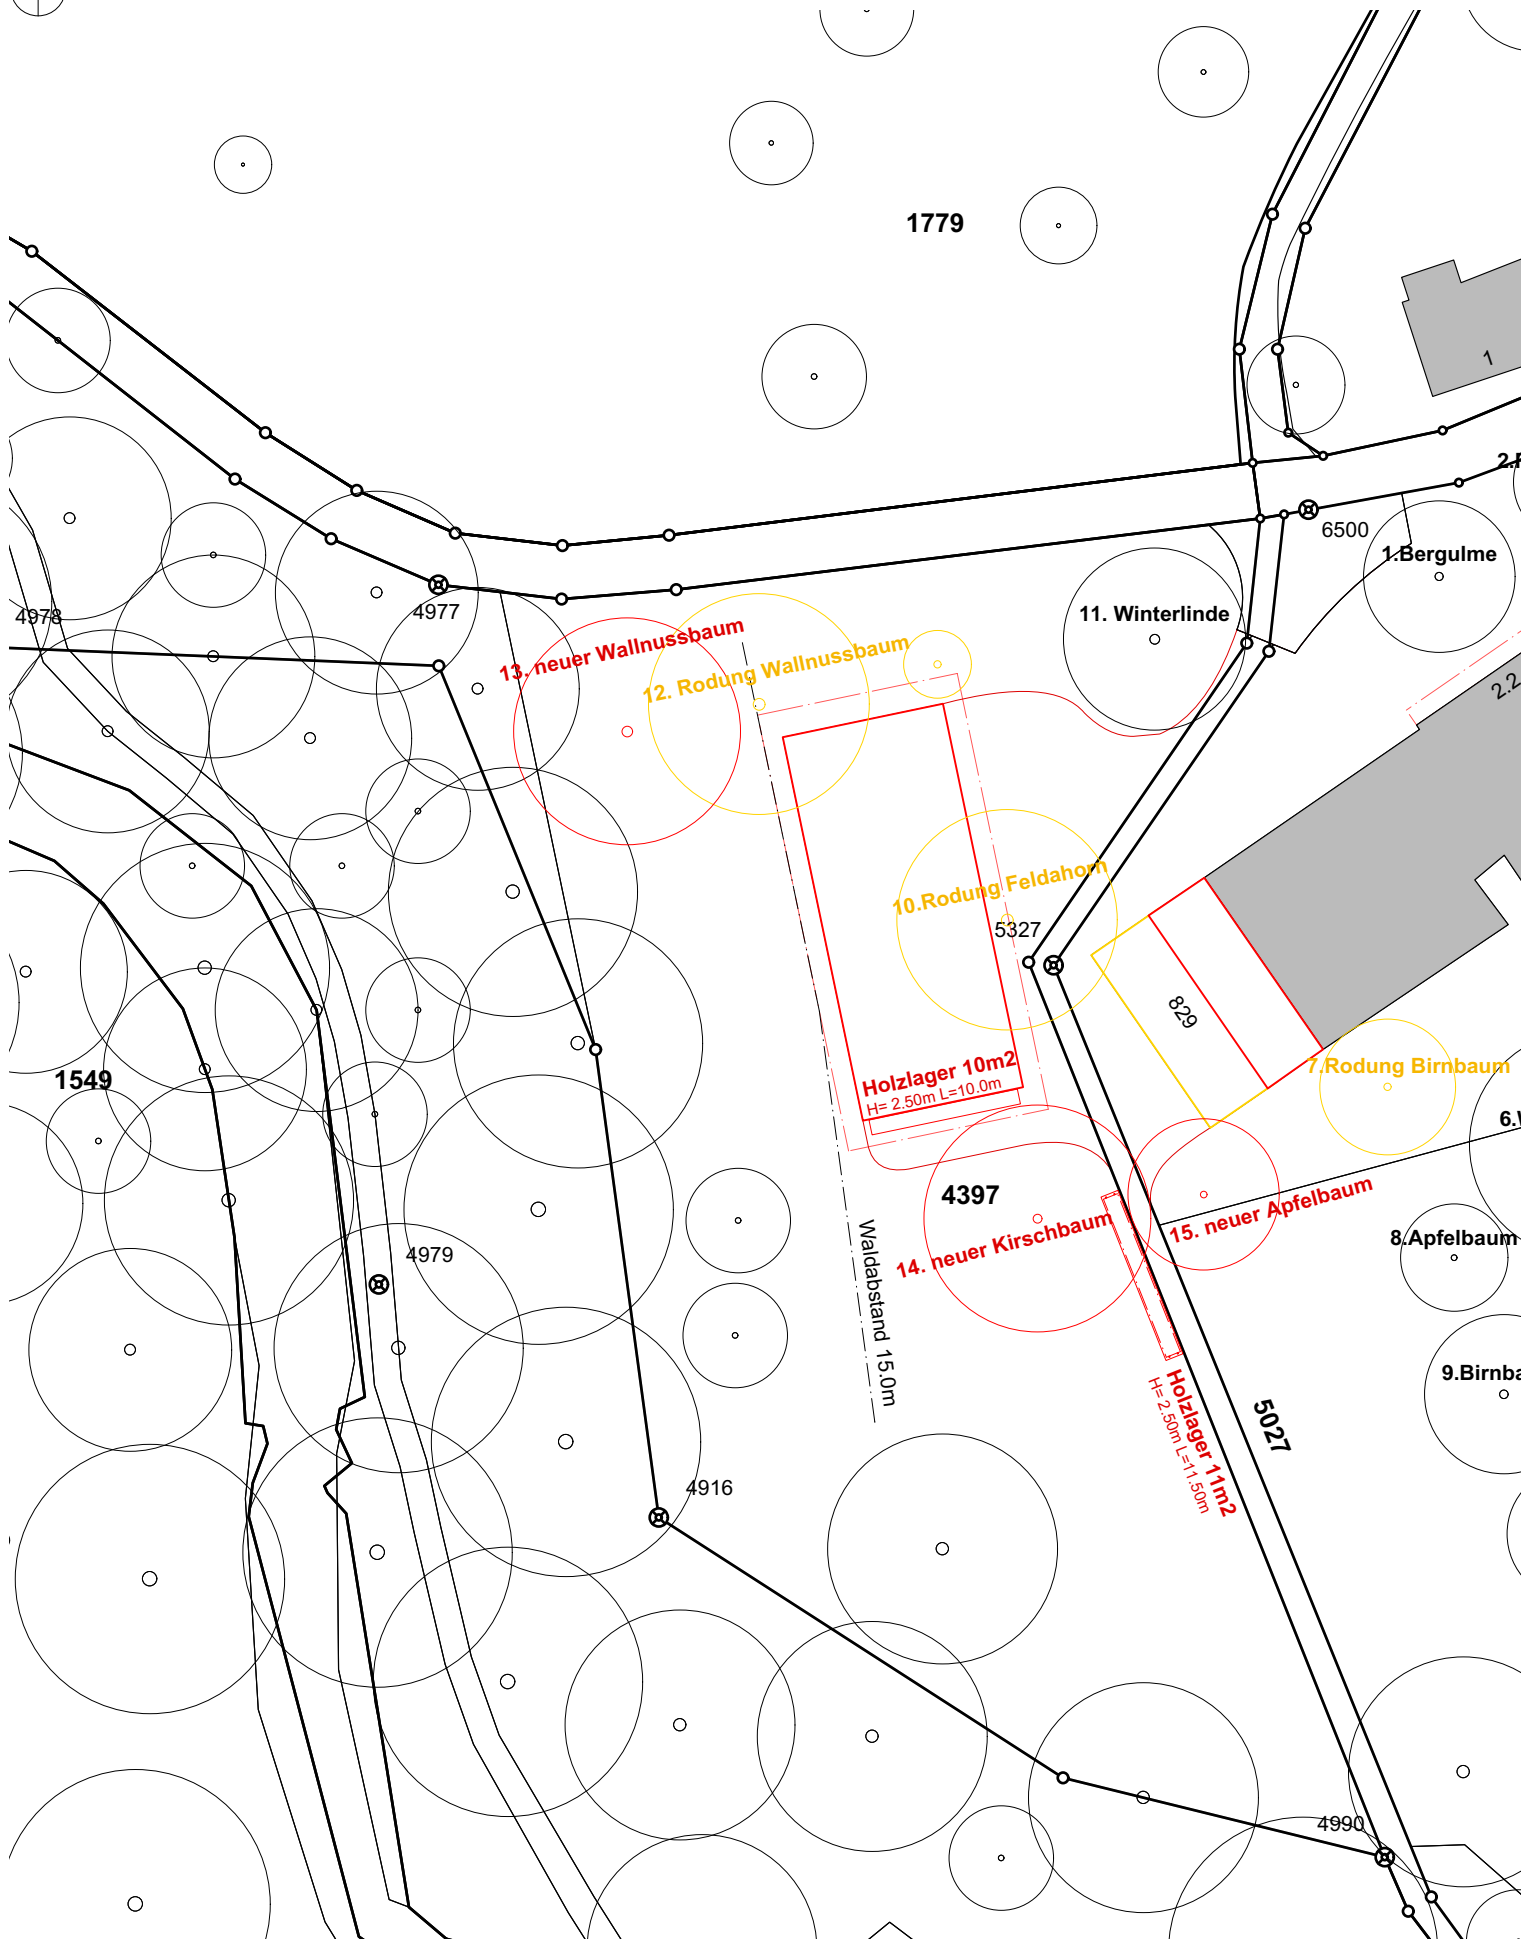 1779
1
2.
6500
1.Bergulme
4977
4978
11. Winterlinde
13. neuer Wallnussbaum
12. Rodung Wallnussbaum
2.2
10.Rodung Feldahorn
5327
829
Holzlager 10m2
H= 2.50m L=10.0m
7.Rodung Birnbaum
1549
6.
4397
15. neuer Apfelbaum
14. neuer Kirschbaum
8.Apfelbaum
4979
Waldabstand 15.0m
9.Birnba
Holzlager 11m2
H= 2.50m L=11.50m
5027
4916
4990